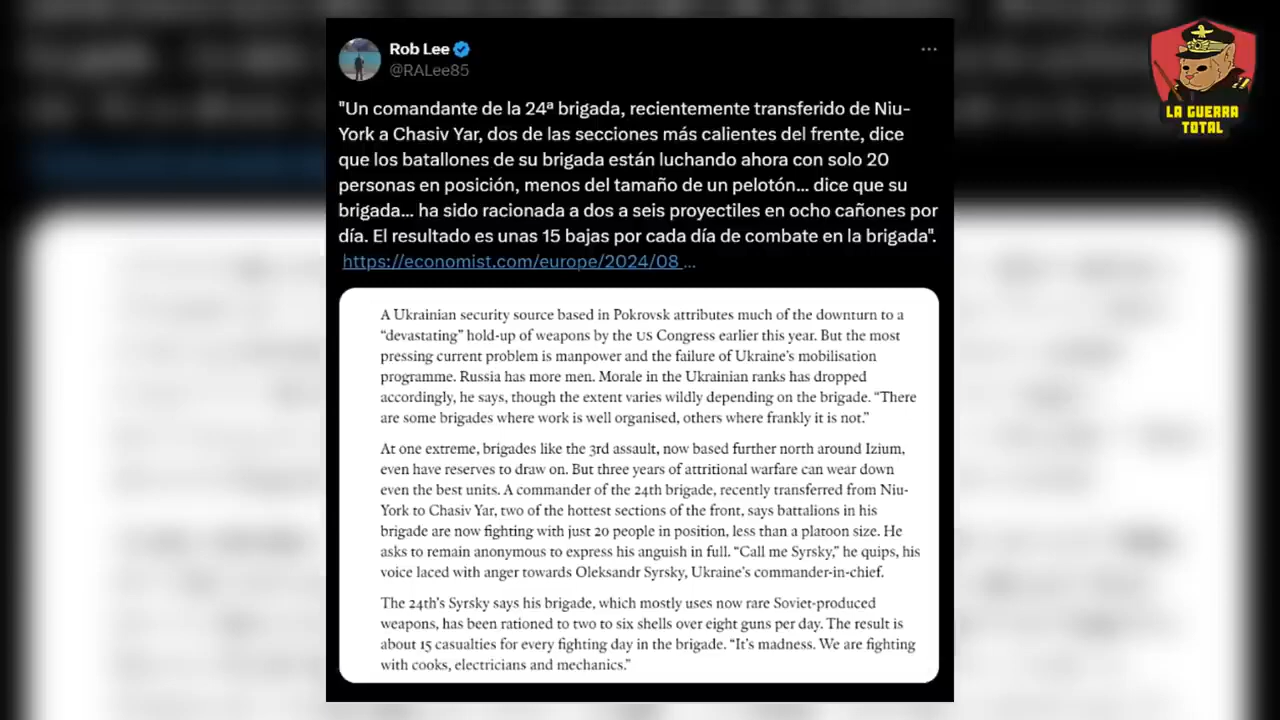 Rob Lee
@RALee85
"Un comandante de la 24ª brigada, recientemente transferido de Niu-
York a Chasiv Yar, dos de las secciones más calientes del frente, dice
que los batallones de su brigada están luchando ahora con solo 20
personas en posición, menos del tamaño de un pelotón... dice que su
brigada... ha sido racionada a dos a seis proyectiles en ocho cañones por
día. El resultado es unas 15 bajas por cada día de combate en la brigada".
https://economist.com/europe/2024/08 ...
A Ukrainian security source based in Pokrovsk attributes much of the downturn to a
“devastating” hold-up of weapons by the US Congress earlier this year. But the most
pressing current problem is manpower and the failure of Ukraine’s mobilisation
programme. Russia has more men. Morale in the Ukrainian ranks has dropped
accordingly, he says, though the extent varies wildly depending on the brigade. “There
are some brigades where work is well organised, others where frankly it is not.”
At one extreme, brigades like the 3rd assault, now based further north around Izium,
even have reserves to draw on. But three years of attritional warfare can wear down
even the best units. A commander of the 24th brigade, recently transferred from Niu-
York to Chasiv Yar, two of the hottest sections of the front, says battalions in his
brigade are now fighting with just 20 people in position, less than a platoon size. He
asks to remain anonymous to express his anguish in full. “Call me Syrsky,” he quips, his
voice laced with anger towards Oleksandr Syrsky, Ukraine’s commander-in-chief.
The 24th’s Syrsky says his brigade, which mostly uses now rare Soviet-produced
weapons, has been rationed to two to six shells over eight guns per day. The result is
about 15 casualties for every fighting day in the brigade. “It’s madness. We are fighting
with cooks, electricians and mechanics.”
LA GUERRA
TOTAL